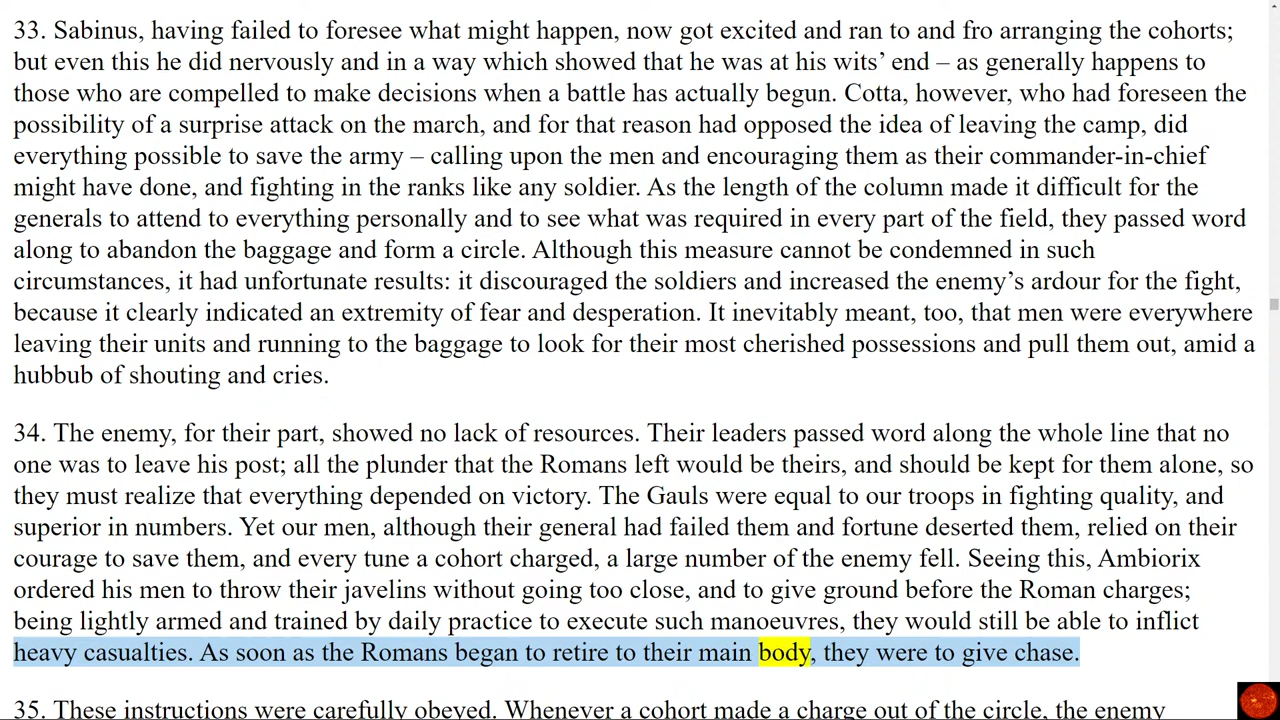 33. Sabinus, having failed to foresee what might happen, now got excited and ran to and fro arranging the cohorts;
but even this he did nervously and in a way which showed that he was at his wits’ end – as generally happens to
those who are compelled to make decisions when a battle has actually begun. Cotta, however, who had foreseen the
possibility of a surprise attack on the march, and for that reason had opposed the idea of leaving the camp, did
everything possible to save the army – calling upon the men and encouraging them as their commander-in-chief
might have done, and fighting in the ranks like any soldier. As the length of the column made it difficult for the
generals to attend to everything personally and to see what was required in every part of the field, they passed word
along to abandon the baggage and form a circle. Although this measure cannot be condemned in such
circumstances, it had unfortunate results: it discouraged the soldiers and increased the enemy’s ardour for the fight,
because it clearly indicated an extremity of fear and desperation. It inevitably meant, too, that men were everywhere
leaving their units and running to the baggage to look for their most cherished possessions and pull them out, amid a
hubbub of shouting and cries.
34. The enemy, for their part, showed no lack of resources. Their leaders passed word along the whole line that no
one was to leave his post; all the plunder that the Romans left would be theirs, and should be kept for them alone, so
they must realize that everything depended on victory. The Gauls were equal to our troops in fighting quality, and
superior in numbers. Yet our men, although their general had failed them and fortune deserted them, relied on their
courage to save them, and every tune a cohort charged, a large number of the enemy fell. Seeing this, Ambiorix
ordered his men to throw their javelins without going too close, and to give ground before the Roman charges;
being lightly armed and trained by daily practice to execute such manoeuvres, they would still be able to inflict
heavy casualties. As soon as the Romans began to retire to their main body, they were to give chase.
35. These instructions were carefully obeyed. Whenever a cohort made a charge out of the circle, the enemy